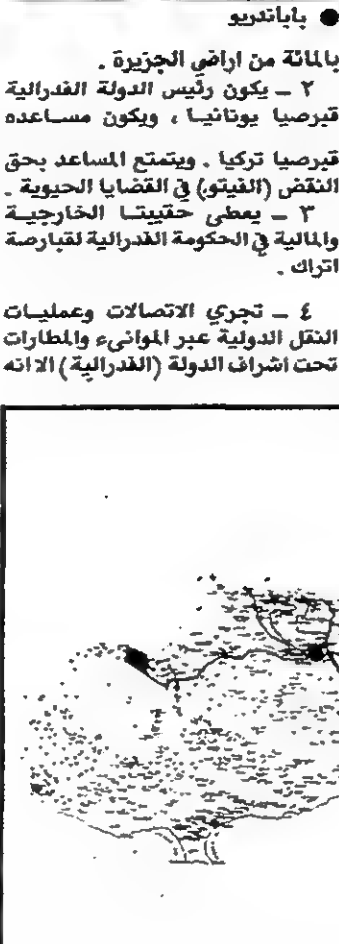 ● باباندريو
بالمائة من اراضي الجزيرة .
٢ ـ يكون رئيس الدولة الفدرالية
قبرصيا يونانيا ، ويكون مساعده
قبرصيا تركيا . ويتمتع المساعد بحق
النقض (الفيتو) في القضايا الحيوية .
٣ ـ يعطى حقيبتا الخارجية
والمالية في الحكومة الفدرالية لقبارصة
اتراك .
٤ ـ تجري الاتصالات وعمليات
النقل الدولية عبر الموانىء والمطارات
تحت اشراف الدولة (الفدرالية) الا انه